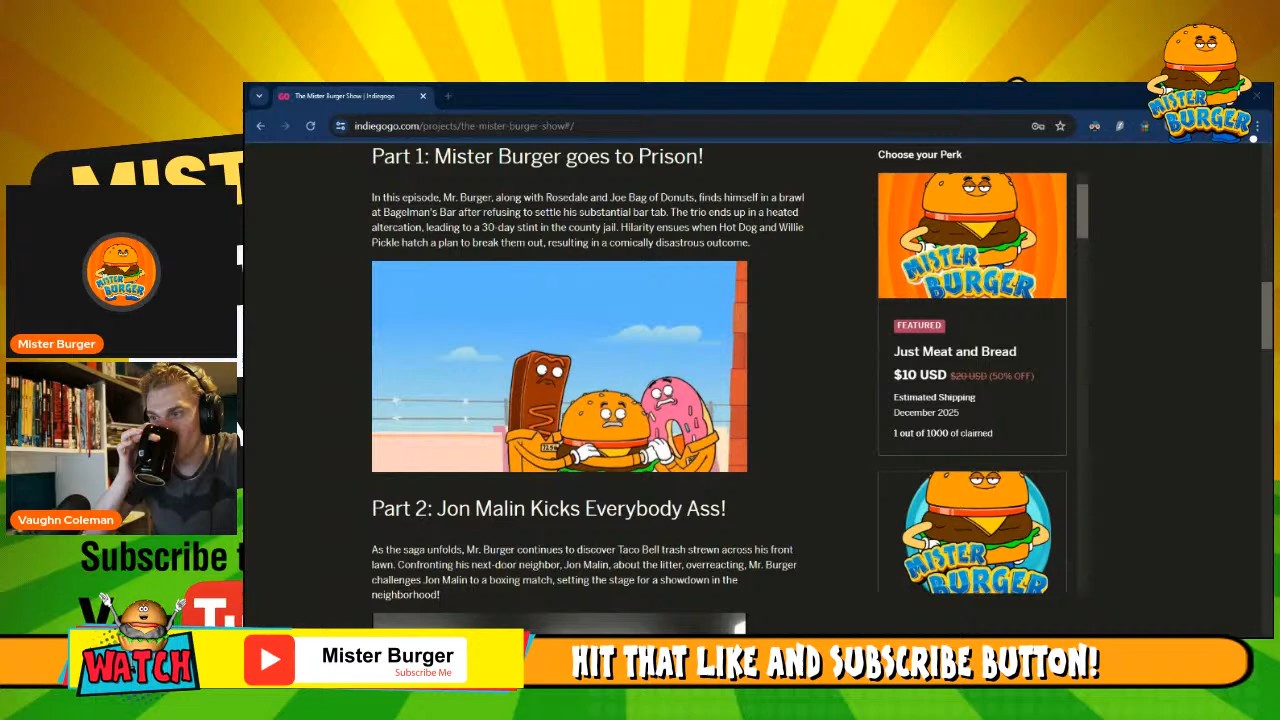 The Mister Burger Show | Indiegogo
indiegogo.com/projects/the-mister-burger-show#/
MISTER
BURGER
MIST
Part 1: Mister Burger goes to Prison!
In this episode, Mr. Burger, along with Rosedale and Joe Bag of Donuts, finds himself in a brawl
at Bagelman's Bar after refusing to settle his substantial bar tab. The trio ends up in a heated
altercation, leading to a 30-day stint in the county jail. Hilarity ensues when Hot Dog and Willie
Pickle hatch a plan to break them out, resulting in a comically disastrous outcome.
Choose your Perk
MISTER
BURGER
FEATURED
Just Meat and Bread
$10 USD $20 USD (50% OFF)
Estimated Shipping
December 2025
1 out of 1000 of claimed
MISTER
BURGER
MISTER
BURGER
Mister Burger
Vaughn Coleman
Part 2: Jon Malin Kicks Everybody Ass!
As the saga unfolds, Mr. Burger continues to discover Taco Bell trash strewn across his front
lawn. Confronting his next-door neighbor, Jon Malin, about the litter, overreacting, Mr. Burger
challenges Jon Malin to a boxing match, setting the stage for a showdown in the
neighborhood!
Subscribe t
WATCH
Mister Burger
Subscribe Me
HIT THAT LIKE AND SUBSCRIBE BUTTON!